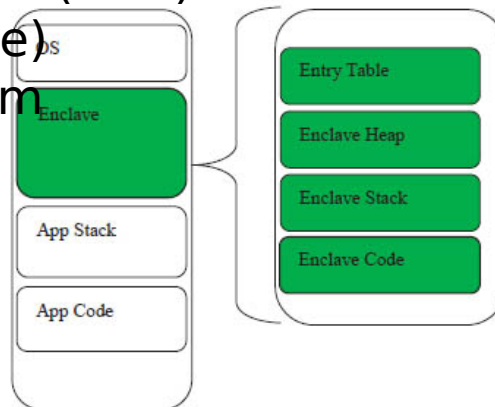 e)
m
OS
Enclave
App Stack
App Code
Entry Table
Enclave Heap
Enclave Stack
Enclave Code